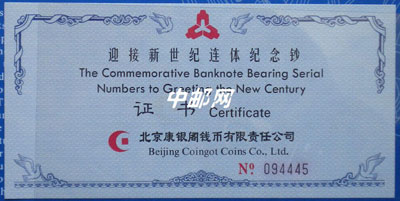 迎接新世纪连体纪念钞
The Commemorative Banknote Bearing Serial
Numbers to Greeting the New Century
中邮网
证 书 Certificate
北京康银阁钱币有限责任公司
Beijing Coingot Coins Co., Ltd.
№ 094445